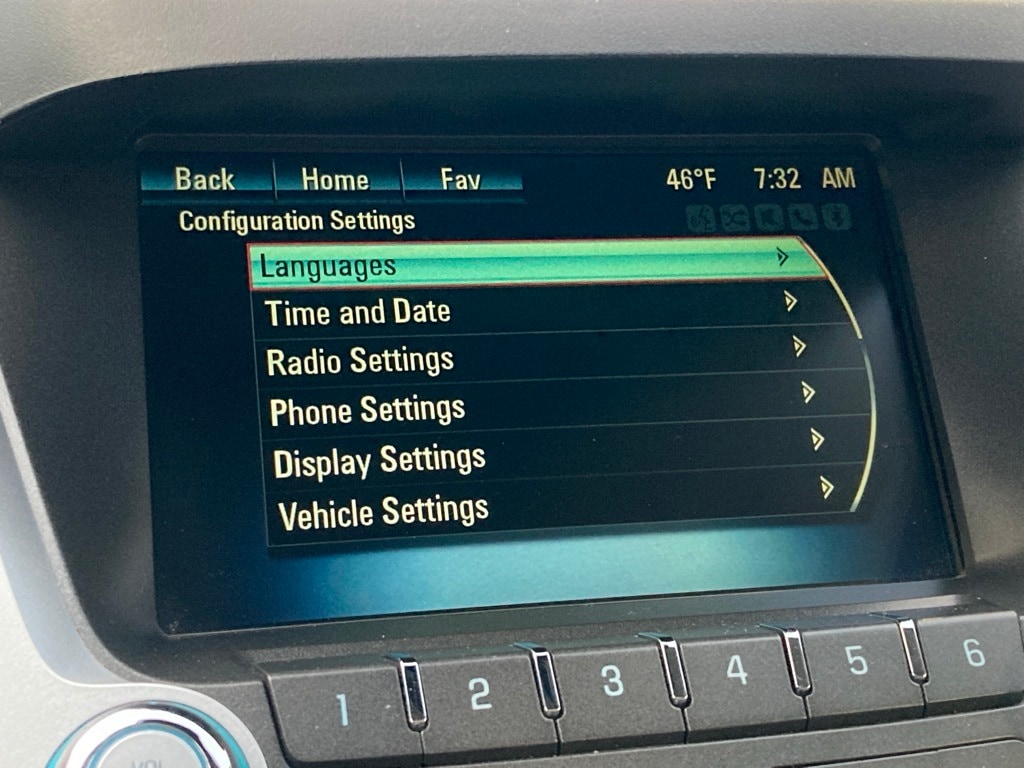 Back Home Fav 46°F 7:32 AM
Configuration Settings
Languages
Time and Date
Radio Settings
Phone Settings
Display Settings
Vehicle Settings
1 2 3 4 5 6
VOL